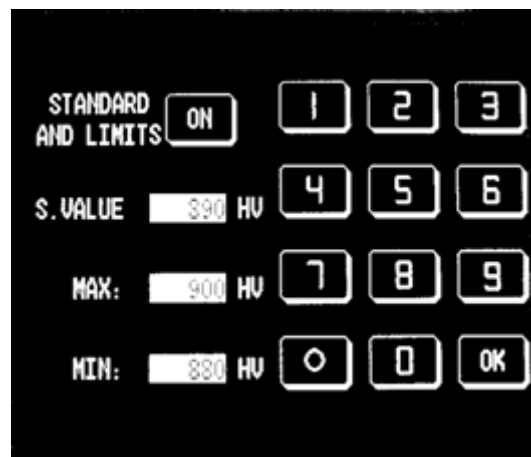 STANDARD
AND LIMITS ON
1 2 3
S.VALUE 890 HV
4 5 6
MAX: 900 HV
7 8 9
MIN: 880 HV
0 OK